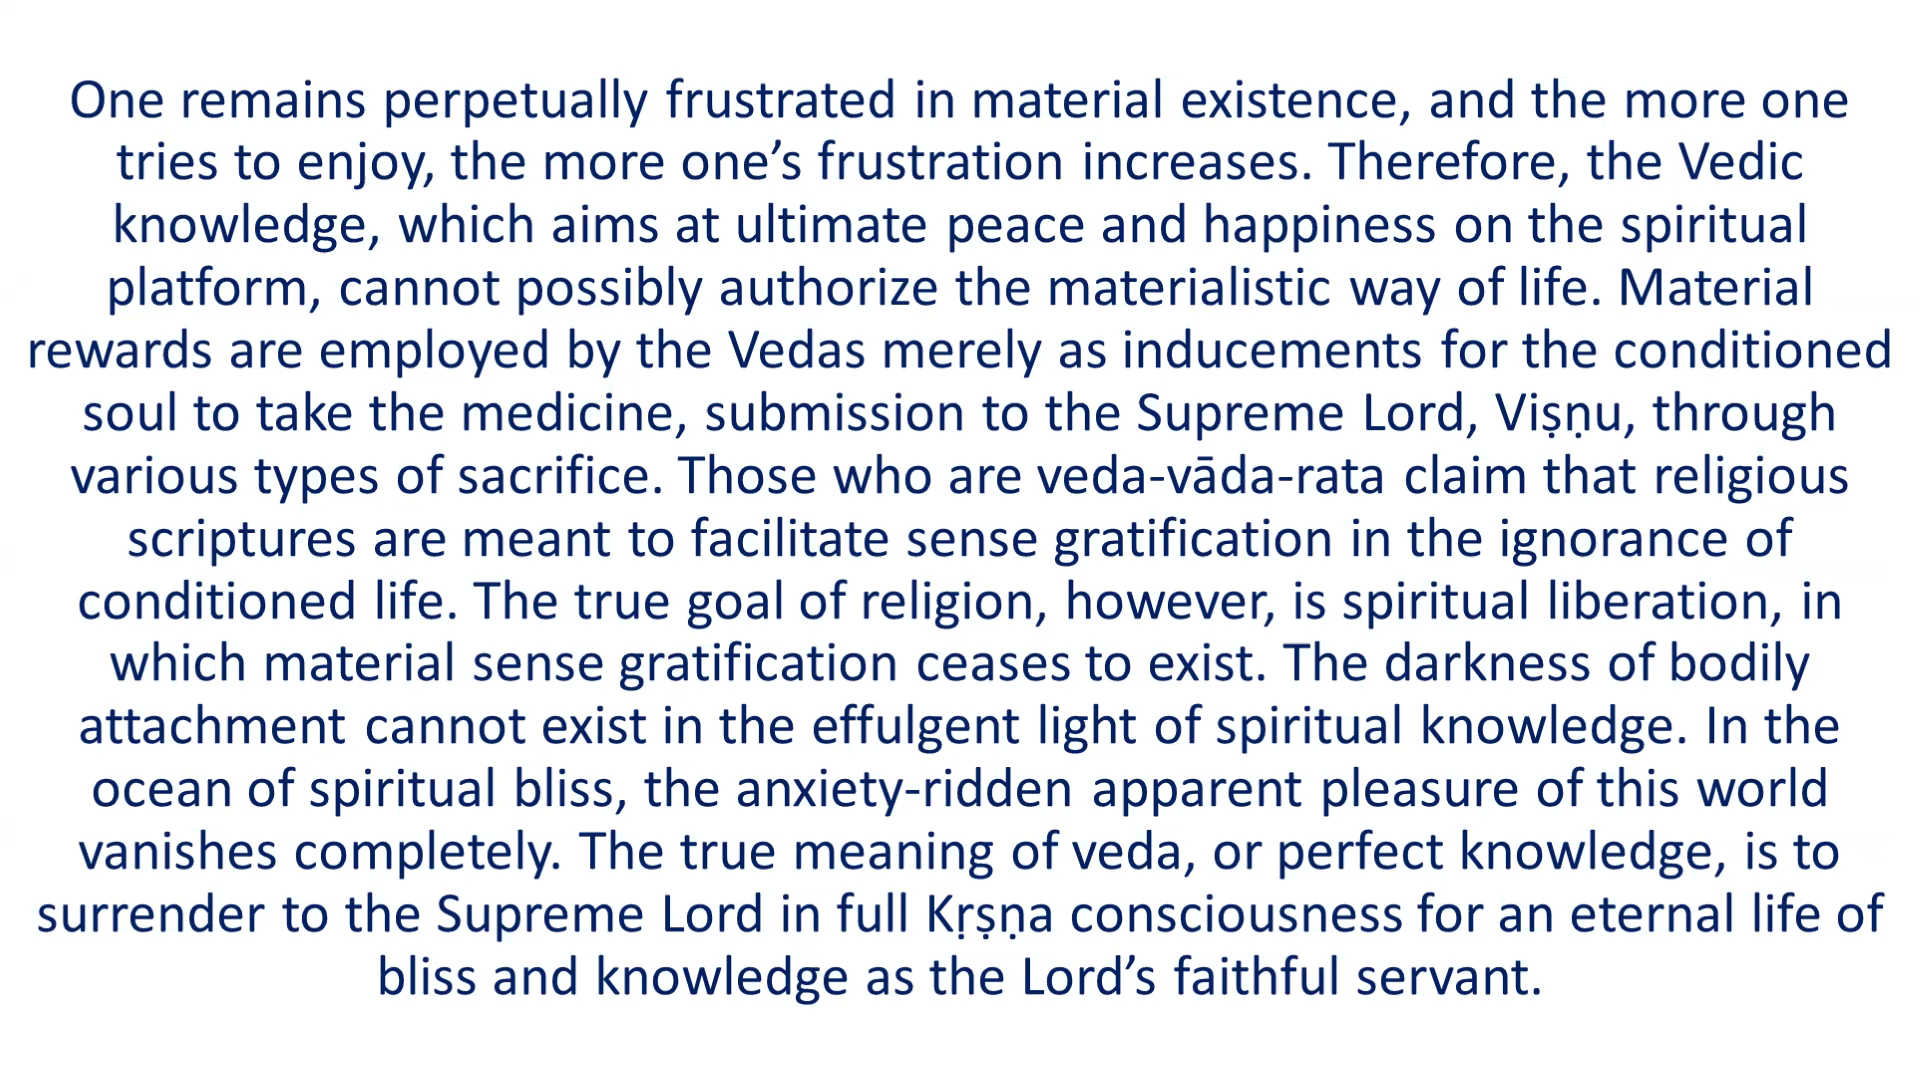 One remains perpetually frustrated in material existence, and the more one
tries to enjoy, the more one’s frustration increases. Therefore, the Vedic
knowledge, which aims at ultimate peace and happiness on the spiritual
platform, cannot possibly authorize the materialistic way of life. Material
rewards are employed by the Vedas merely as inducements for the conditioned
soul to take the medicine, submission to the Supreme Lord, Viṣṇu, through
various types of sacrifice. Those who are veda-vāda-rata claim that religious
scriptures are meant to facilitate sense gratification in the ignorance of
conditioned life. The true goal of religion, however, is spiritual liberation, in
which material sense gratification ceases to exist. The darkness of bodily
attachment cannot exist in the effulgent light of spiritual knowledge. In the
ocean of spiritual bliss, the anxiety-ridden apparent pleasure of this world
vanishes completely. The true meaning of veda, or perfect knowledge, is to
surrender to the Supreme Lord in full Kṛṣṇa consciousness for an eternal life of
bliss and knowledge as the Lord’s faithful servant.